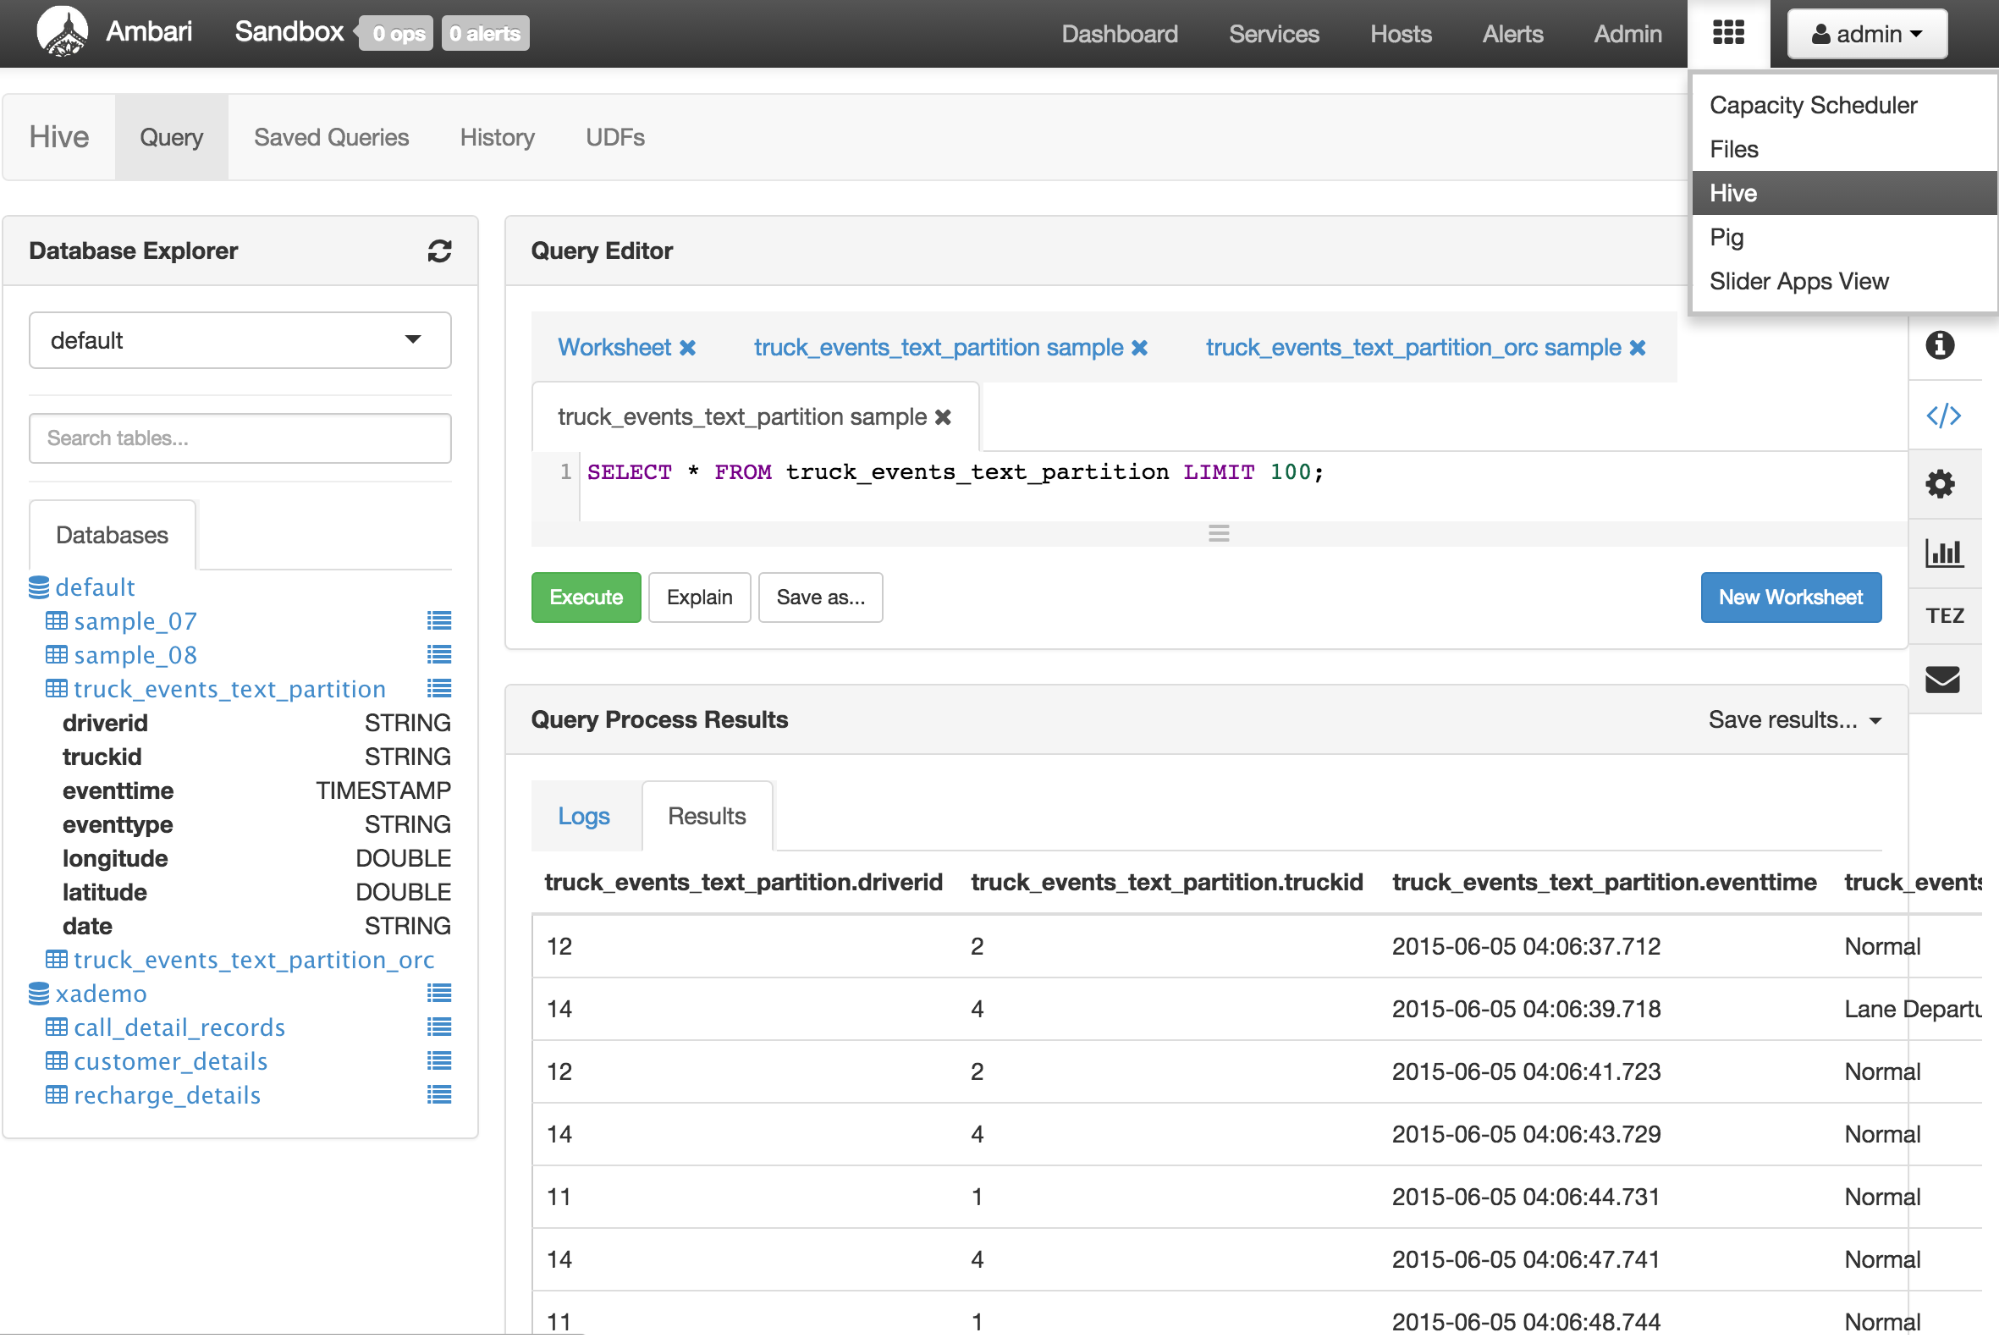 Ambari Sandbox 0 ops 0 alerts Dashboard Services Hosts Alerts Admin admin
Capacity Scheduler
Files
Hive
Pig
Slider Apps View
Hive Query Saved Queries History UDFs
Database Explorer
default
Search tables...
Databases
default
sample_07
sample_08
truck_events_text_partition
driverid STRING
truckid STRING
eventtime TIMESTAMP
eventtype STRING
longitude DOUBLE
latitude DOUBLE
date STRING
truck_events_text_partition_orc
xademo
call_detail_records
customer_details
recharge_details
Query Editor
Worksheet truck_events_text_partition sample truck_events_text_partition_orc sample
truck_events_text_partition sample
1 SELECT * FROM truck_events_text_partition LIMIT 100;
Execute Explain Save as... New Worksheet
TEZ
Query Process Results Save results...
Logs Results
truck_events_text_partition.driverid truck_events_text_partition.truckid truck_events_text_partition.eventtime truck_events
12 2 2015-06-05 04:06:37.712 Normal
14 4 2015-06-05 04:06:39.718 Lane Departu
12 2 2015-06-05 04:06:41.723 Normal
14 4 2015-06-05 04:06:43.729 Normal
11 1 2015-06-05 04:06:44.731 Normal
14 4 2015-06-05 04:06:47.741 Normal
11 1 2015-06-05 04:06:48.744 Normal